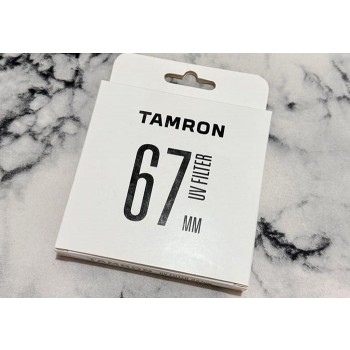 TAMRON
67 UV FILTER
MM